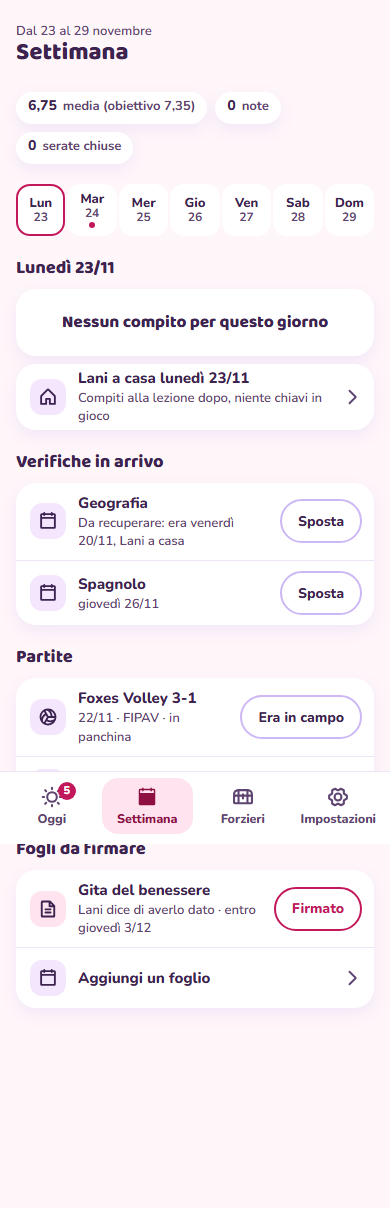 Dal 23 al 29 novembre
Settimana
6,75 media (obiettivo 7,35)
0 note
0 serate chiuse
Lun
23
Mar
24
Mer
25
Gio
26
Ven
27
Sab
28
Dom
29
Lunedì 23/11
Nessun compito per questo giorno
Lani a casa lunedì 23/11
Compiti alla lezione dopo, niente chiavi in
gioco
Verifiche in arrivo
Geografia
Da recuperare: era venerdì
20/11, Lani a casa
Sposta
Spagnolo
giovedì 26/11
Sposta
Partite
Foxes Volley 3-1
22/11 · FIPAV · in
panchina
Era in campo
5
Oggi
Settimana
Forzieri
Impostazioni
Fogli da firmare
Gita del benessere
Lani dice di averlo dato · entro
giovedì 3/12
Firmato
Aggiungi un foglio